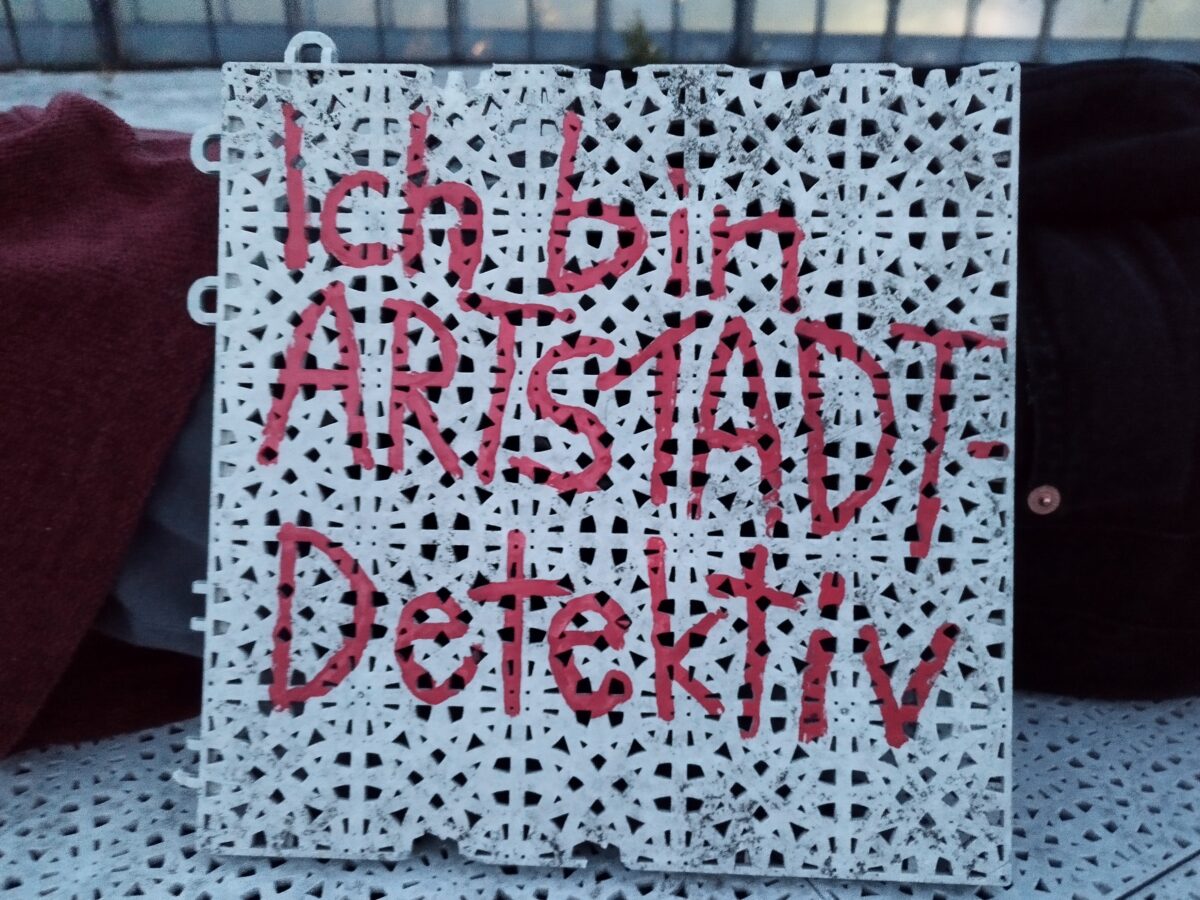 Ich bin
ARTSTADT-
Detektiv